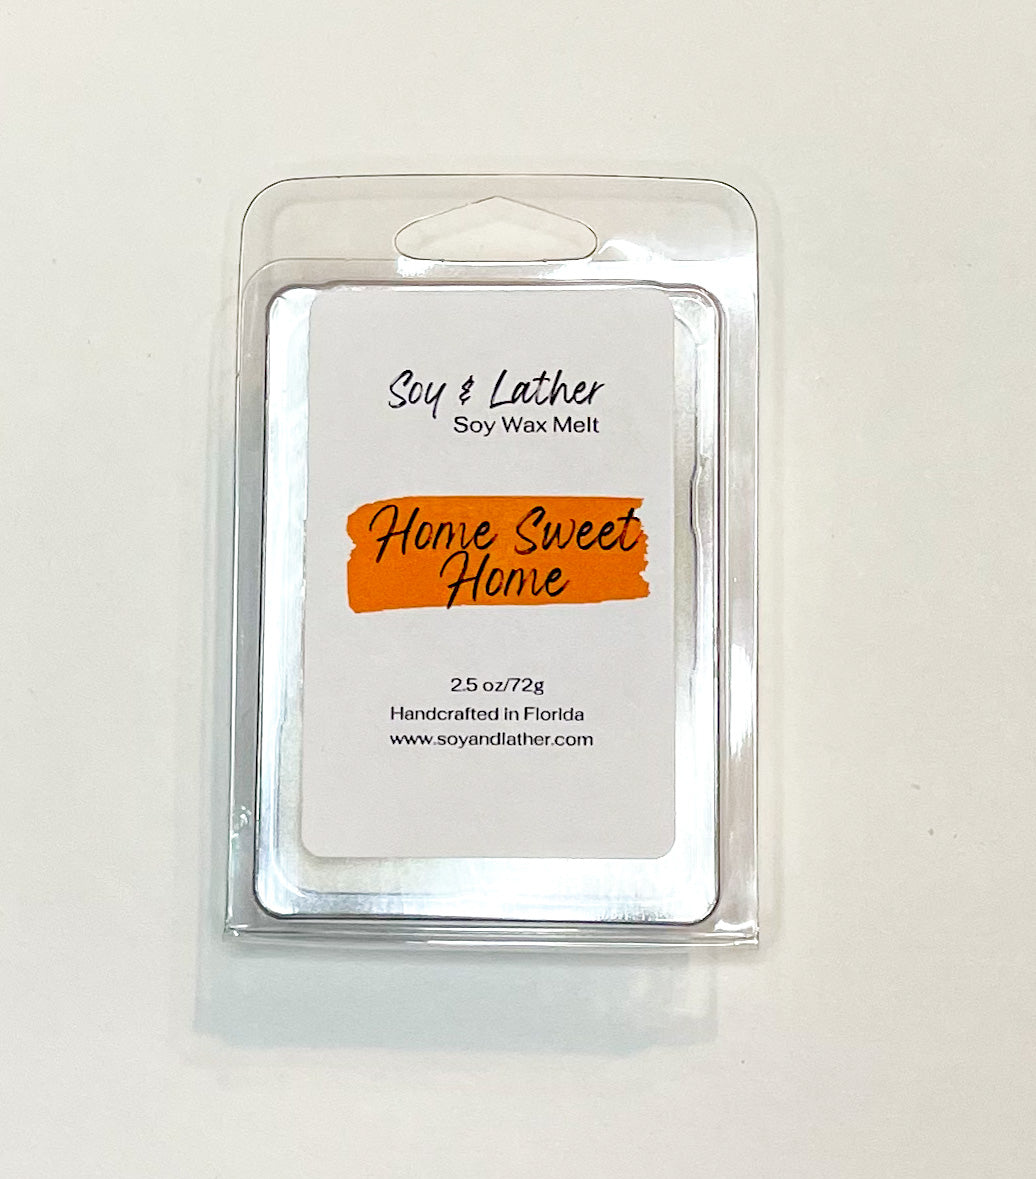 Soy & Lather
Soy Wax Melt
Home Sweet
Home
2.5 oz/72g
Handcrafted in Florida
www.soyandlather.com